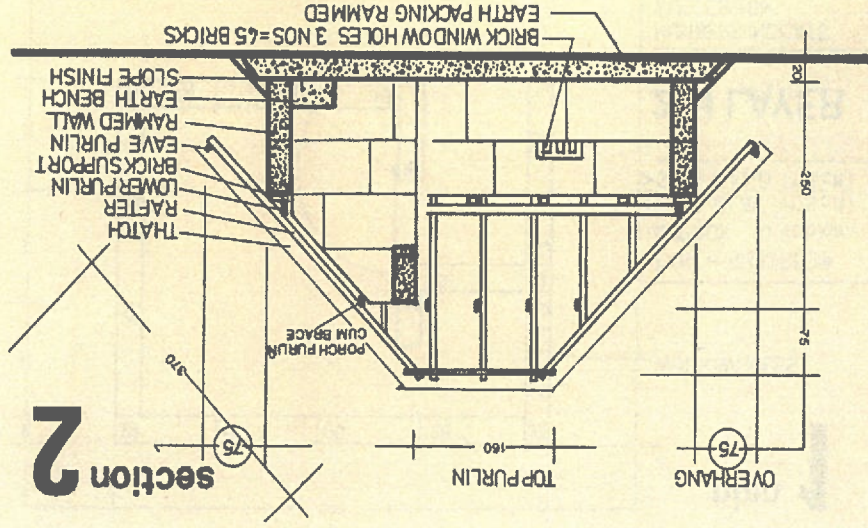 BRICK WINDOW HOLES 3 NOS=45 BRICKS
EARTH PACKING RAMMED
20
250
75
SLOPE FINISH
EARTH BENCH
RAMMED WALL
EAVE PURLIN
BRICK SUPPORT
LOWER PURLIN
RAFTER
THATCH
PORCH PURLIN
CUM BRACE
370
75
160
75
OVERHANG
TOP PURLIN
section 2